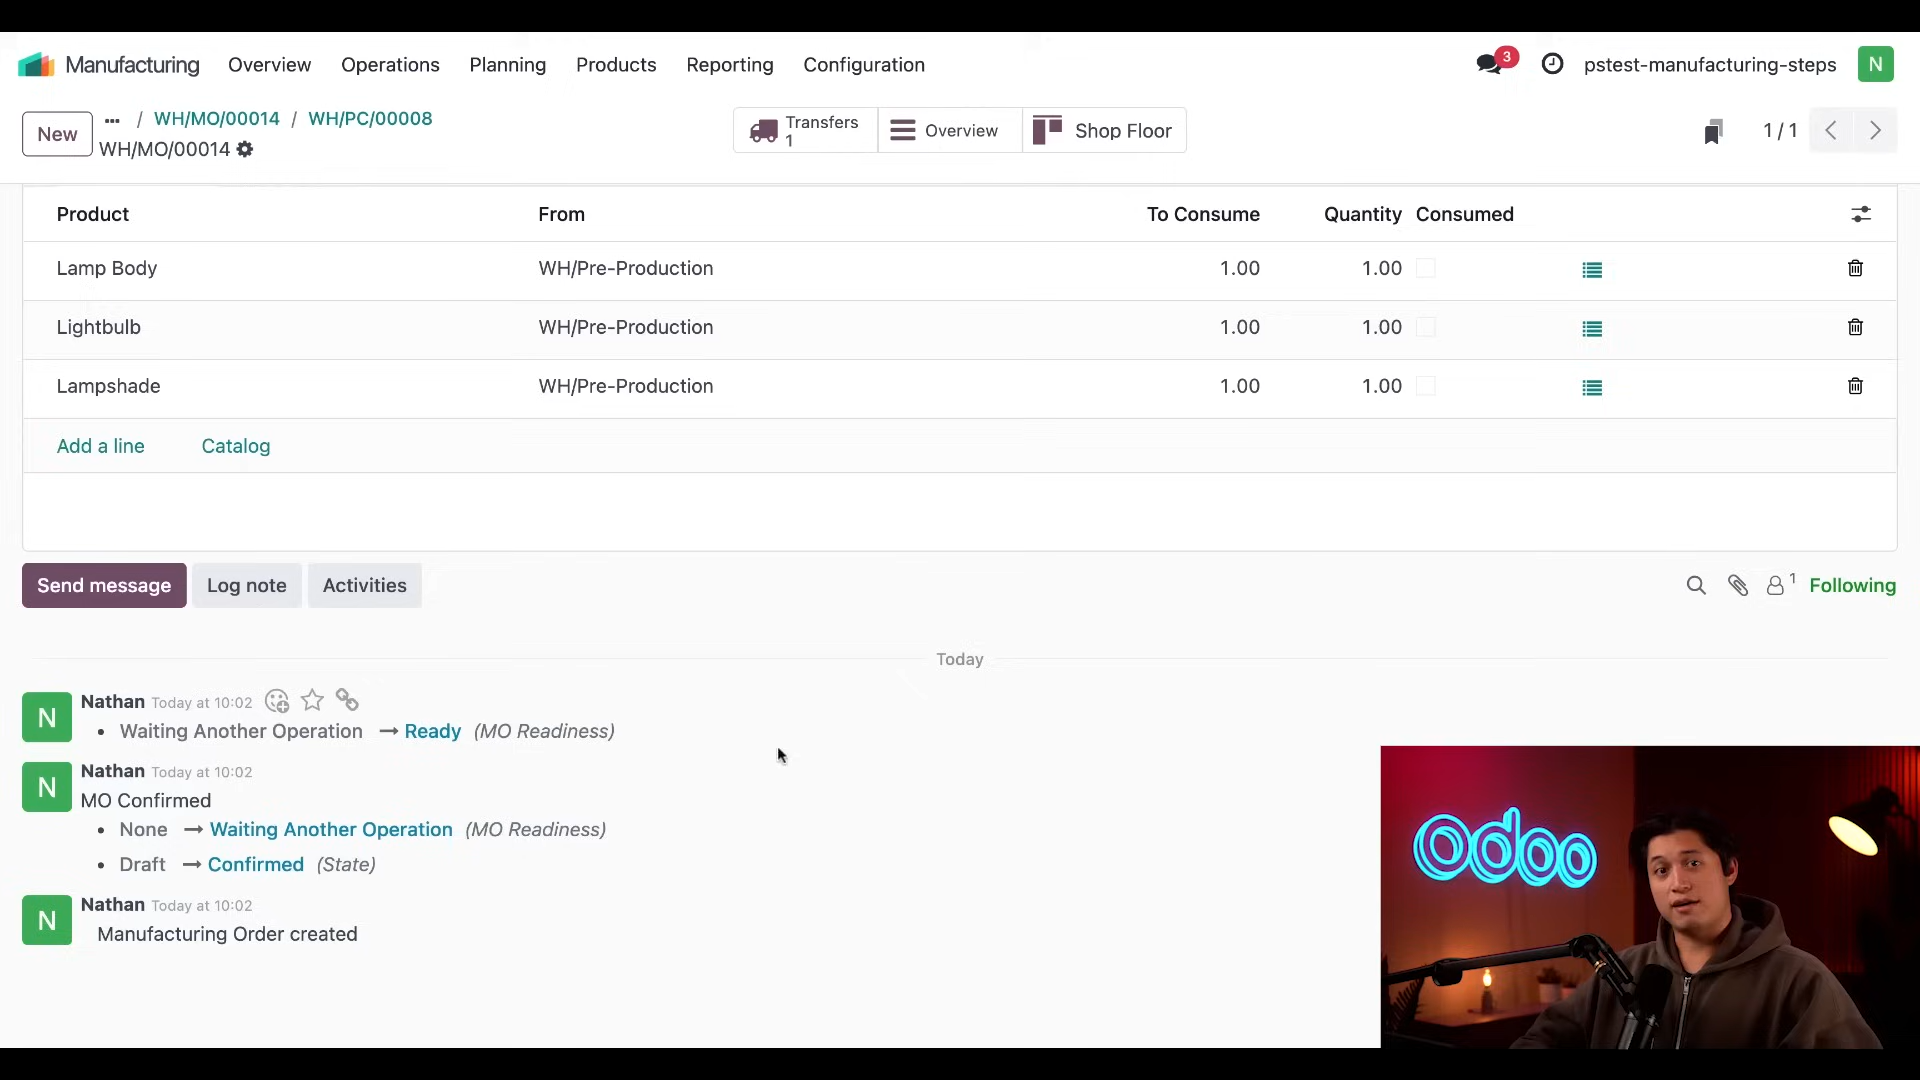 Manufacturing Overview Operations Planning Products Reporting Configuration 3 pstest-manufacturing-steps N
New ... / WH/MO/00014 / WH/PC/00008
WH/MO/00014
Transfers
1
Overview
Shop Floor
1 / 1
Product From To Consume Quantity Consumed
Lamp Body WH/Pre-Production 1.00 1.00
Lightbulb WH/Pre-Production 1.00 1.00
Lampshade WH/Pre-Production 1.00 1.00
Add a line Catalog
Send message Log note Activities 1 Following
Today
N
Nathan Today at 10:02
• Waiting Another Operation → Ready (MO Readiness)
N
Nathan Today at 10:02
MO Confirmed
• None → Waiting Another Operation (MO Readiness)
• Draft → Confirmed (State)
N
Nathan Today at 10:02
Manufacturing Order created
odoo